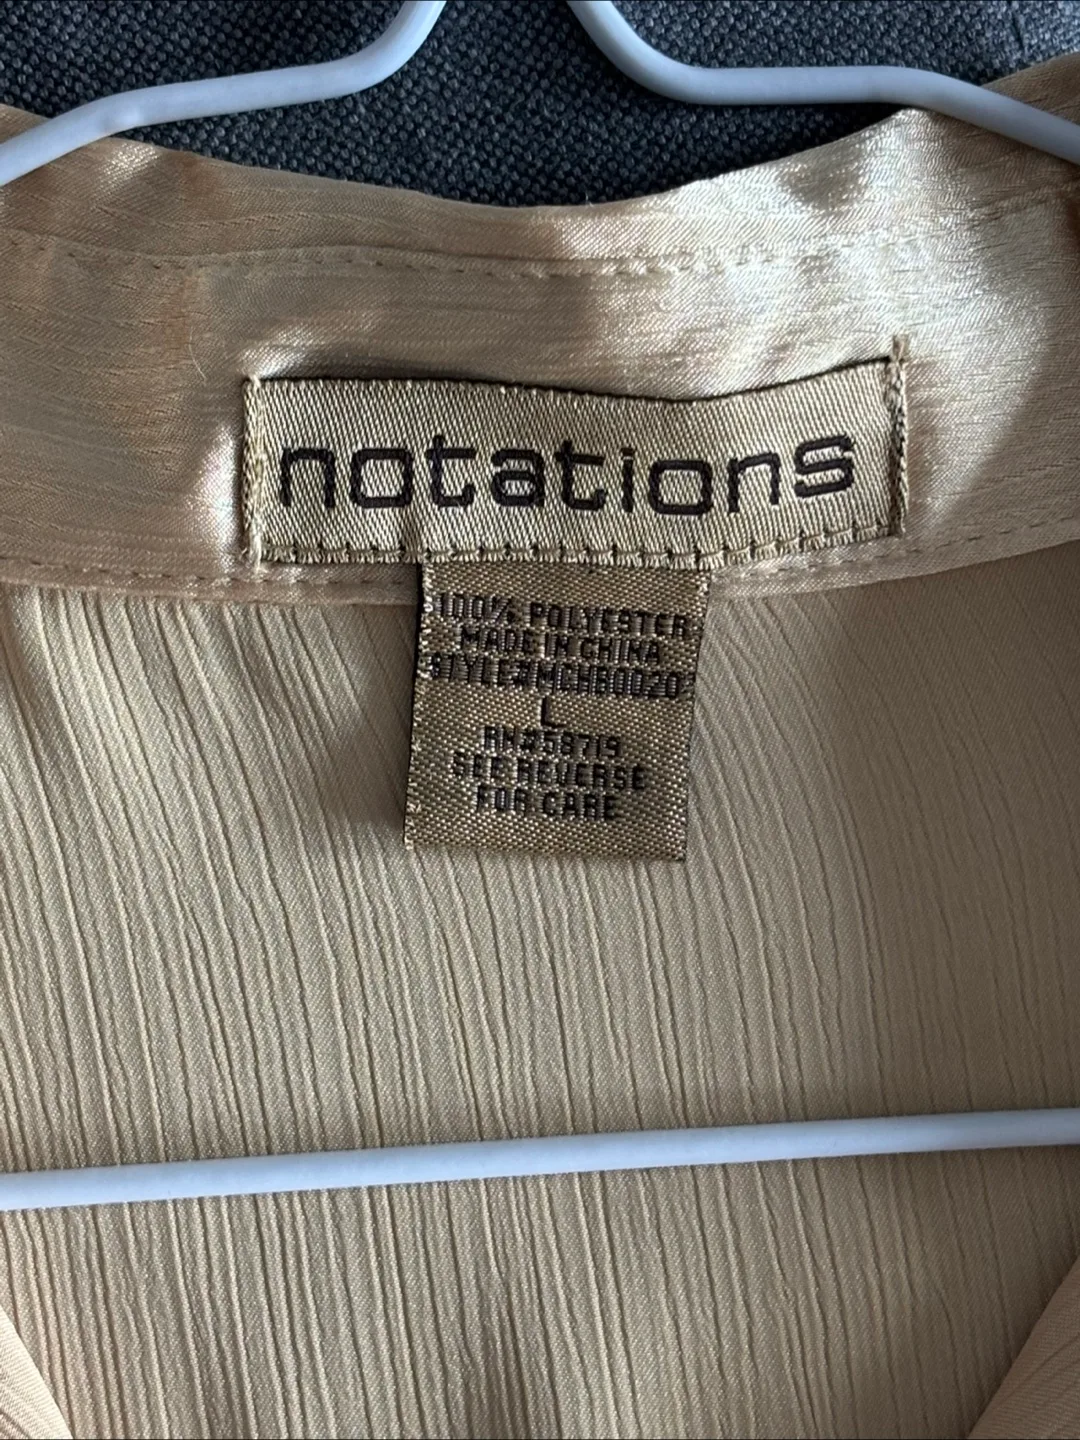 notations
100% POLYESTER
MADE IN CHINA
STYLE#MCHB0020
L
RN#58719
SEE REVERSE
FOR CARE